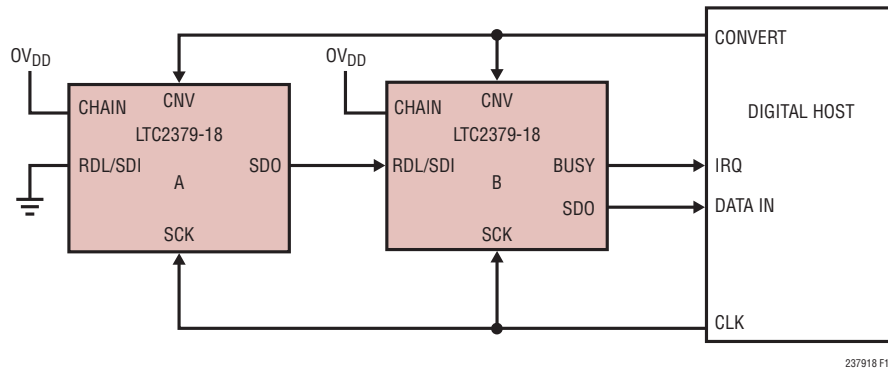 CONVERT
OVDD
OVDD
CNV
CNV
CHAIN
CHAIN
LTC2379-18
LTC2379-18
DIGITAL HOST
RDL/SDI
SDO
RDL/SDI
BUSY
IRQ
A
B
SDO
DATA IN
SCK
SCK
CLK
237918 F1